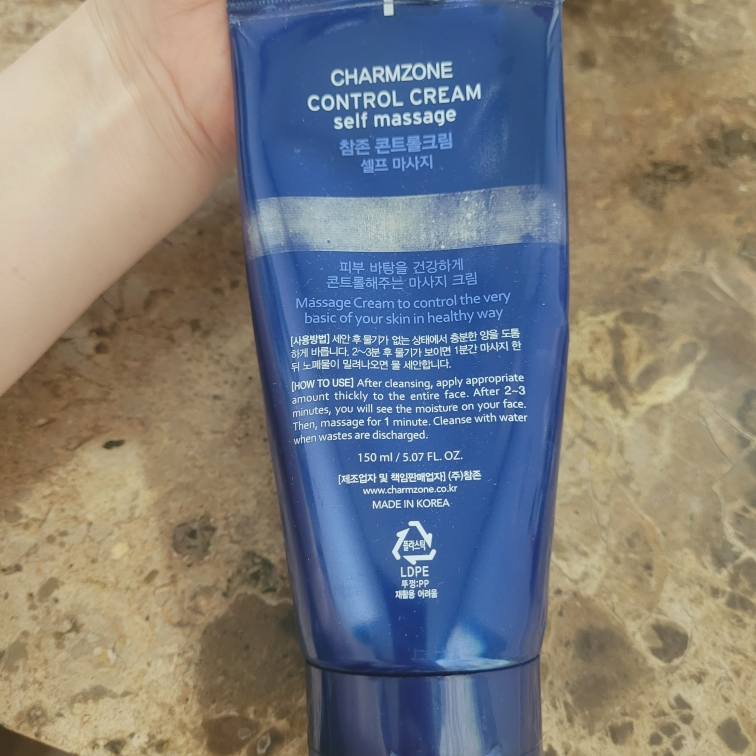 CHARMZONE
CONTROL CREAM
self massage
참존 콘트롤크림
셀프 마사지
피부 바탕을 건강하게
콘트롤해주는 마사지 크림
Massage Cream to control the very
basic of your skin in healthy way
[사용방법] 세안 후 물기가 없는 상태에서 충분한 양을 도톰
하게 바릅니다. 2~3분 후 물기가 보이면 1분간 마사지 한
뒤 노폐물이 밀려나오면 물 세안합니다.
[HOW TO USE] After cleansing, apply appropriate
amount thickly to the entire face. After 2~3
minutes, you will see the moisture on your face.
Then, massage for 1 minute. Cleanse with water
when wastes are discharged.
150 ml / 5.07 FL. OZ.
[제조업자 및 책임판매업자] (주)참존
www.charmzone.co.kr
MADE IN KOREA
플라스틱
LDPE
뚜껑:PP
재활용 어려움